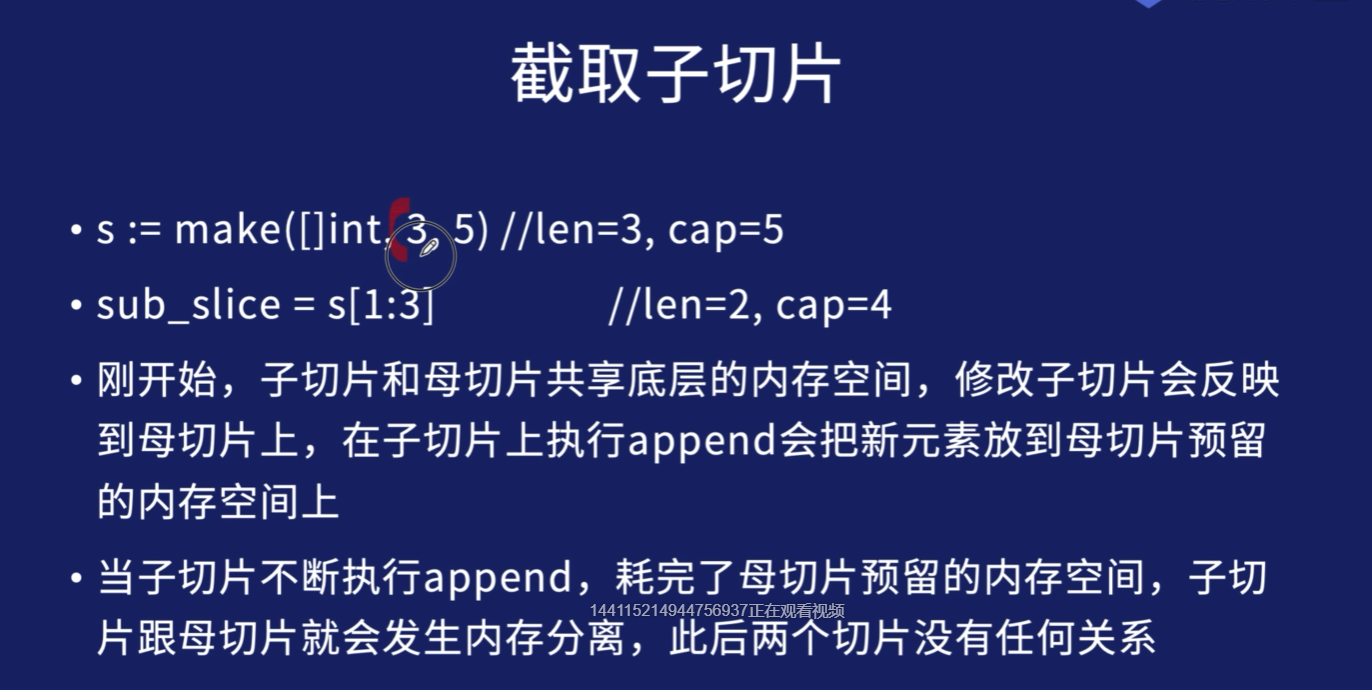 截取子切片
• s := make([]int, 3, 5) //len=3, cap=5
• sub_slice = s[1:3] //len=2, cap=4
• 刚开始，子切片和母切片共享底层的内存空间，修改子切片会反映
到母切片上，在子切片上执行append会把新元素放到母切片预留
的内存空间上
• 当子切片不断执行append，耗完了母切片预留的内存空间，子切
144115214944756937正在观看视频
片跟母切片就会发生内存分离，此后两个切片没有任何关系